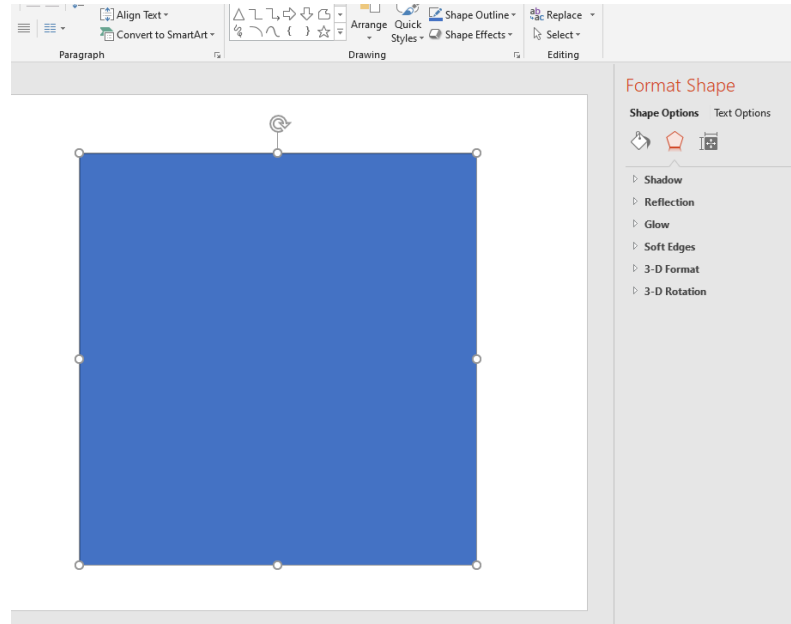 Align Text
Convert to SmartArt
Paragraph
Arrange
Quick
Styles
Shape Outline
Shape Effects
Drawing
Replace
Select
Editing
Format Shape
Shape Options Text Options
Shadow
Reflection
Glow
Soft Edges
3-D Format
3-D Rotation